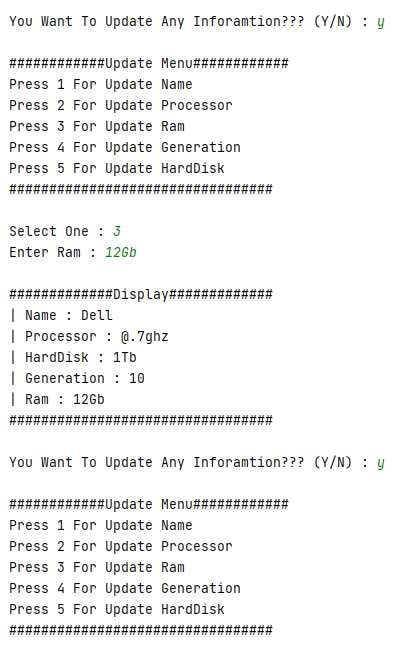 You Want To Update Any Inforamtion??? (Y/N) : y
############Update Menu############
Press 1 For Update Name
Press 2 For Update Processor
Press 3 For Update Ram
Press 4 For Update Generation
Press 5 For Update HardDisk
#################################
Select One : 3
Enter Ram : 12Gb
#############Display#############
| Name : Dell
| Processor : @.7ghz
| HardDisk : 1Tb
| Generation : 10
| Ram : 12Gb
#################################
You Want To Update Any Inforamtion??? (Y/N) : y
############Update Menu############
Press 1 For Update Name
Press 2 For Update Processor
Press 3 For Update Ram
Press 4 For Update Generation
Press 5 For Update HardDisk
#################################